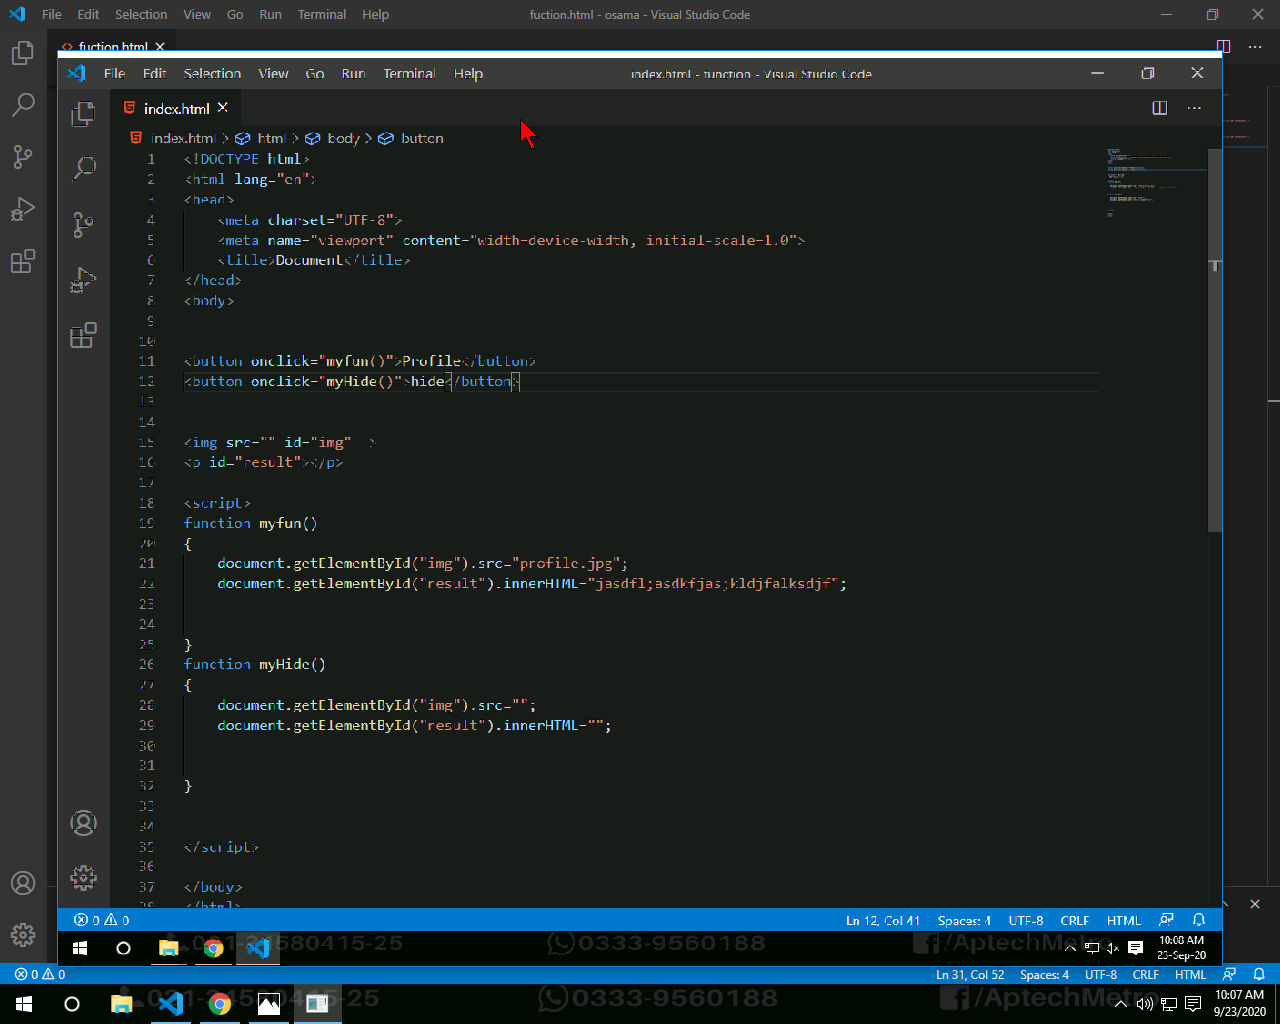 File Edit Selection View Go Run Terminal Help
fuction.html - osama - Visual Studio Code
fuction.html
File Edit Selection View Go Run Terminal Help
index.html - function - Visual Studio Code
index.html
index.html > html > body > button
1 <!DOCTYPE html>
2 <html lang="en">
3 <head>
4 <meta charset="UTF-8">
5 <meta name="viewport" content="width=device-width, initial-scale=1.0">
6 <title>Document</title>
7 </head>
8 <body>
9
10
11 <button onclick="myfun()">Profile</button>
12 <button onclick="myHide()">hide</button>
13
14
15 <img src="" id="img" >
16 <p id="result"></p>
17
18 <script>
19 function myfun()
20 {
21 document.getElementById("img").src="profile.jpg";
22 document.getElementById("result").innerHTML="jasdfl;asdkfjas;kldjfalksdjf";
23
24
25 }
26 function myHide()
27 {
28 document.getElementById("img").src="";
29 document.getElementById("result").innerHTML="";
30
31
32 }
33
34
35 </script>
36
37 </body>
38 </html>
0 0
Ln 12, Col 41 Spaces: 4 UTF-8 CRLF HTML
0333-9560188 /AptechMetro
10:08 AM
23-Sep-20
0 0
Ln 31, Col 52 Spaces: 4 UTF-8 CRLF HTML
0333-9560188 /AptechMetro
10:07 AM
9/23/2020